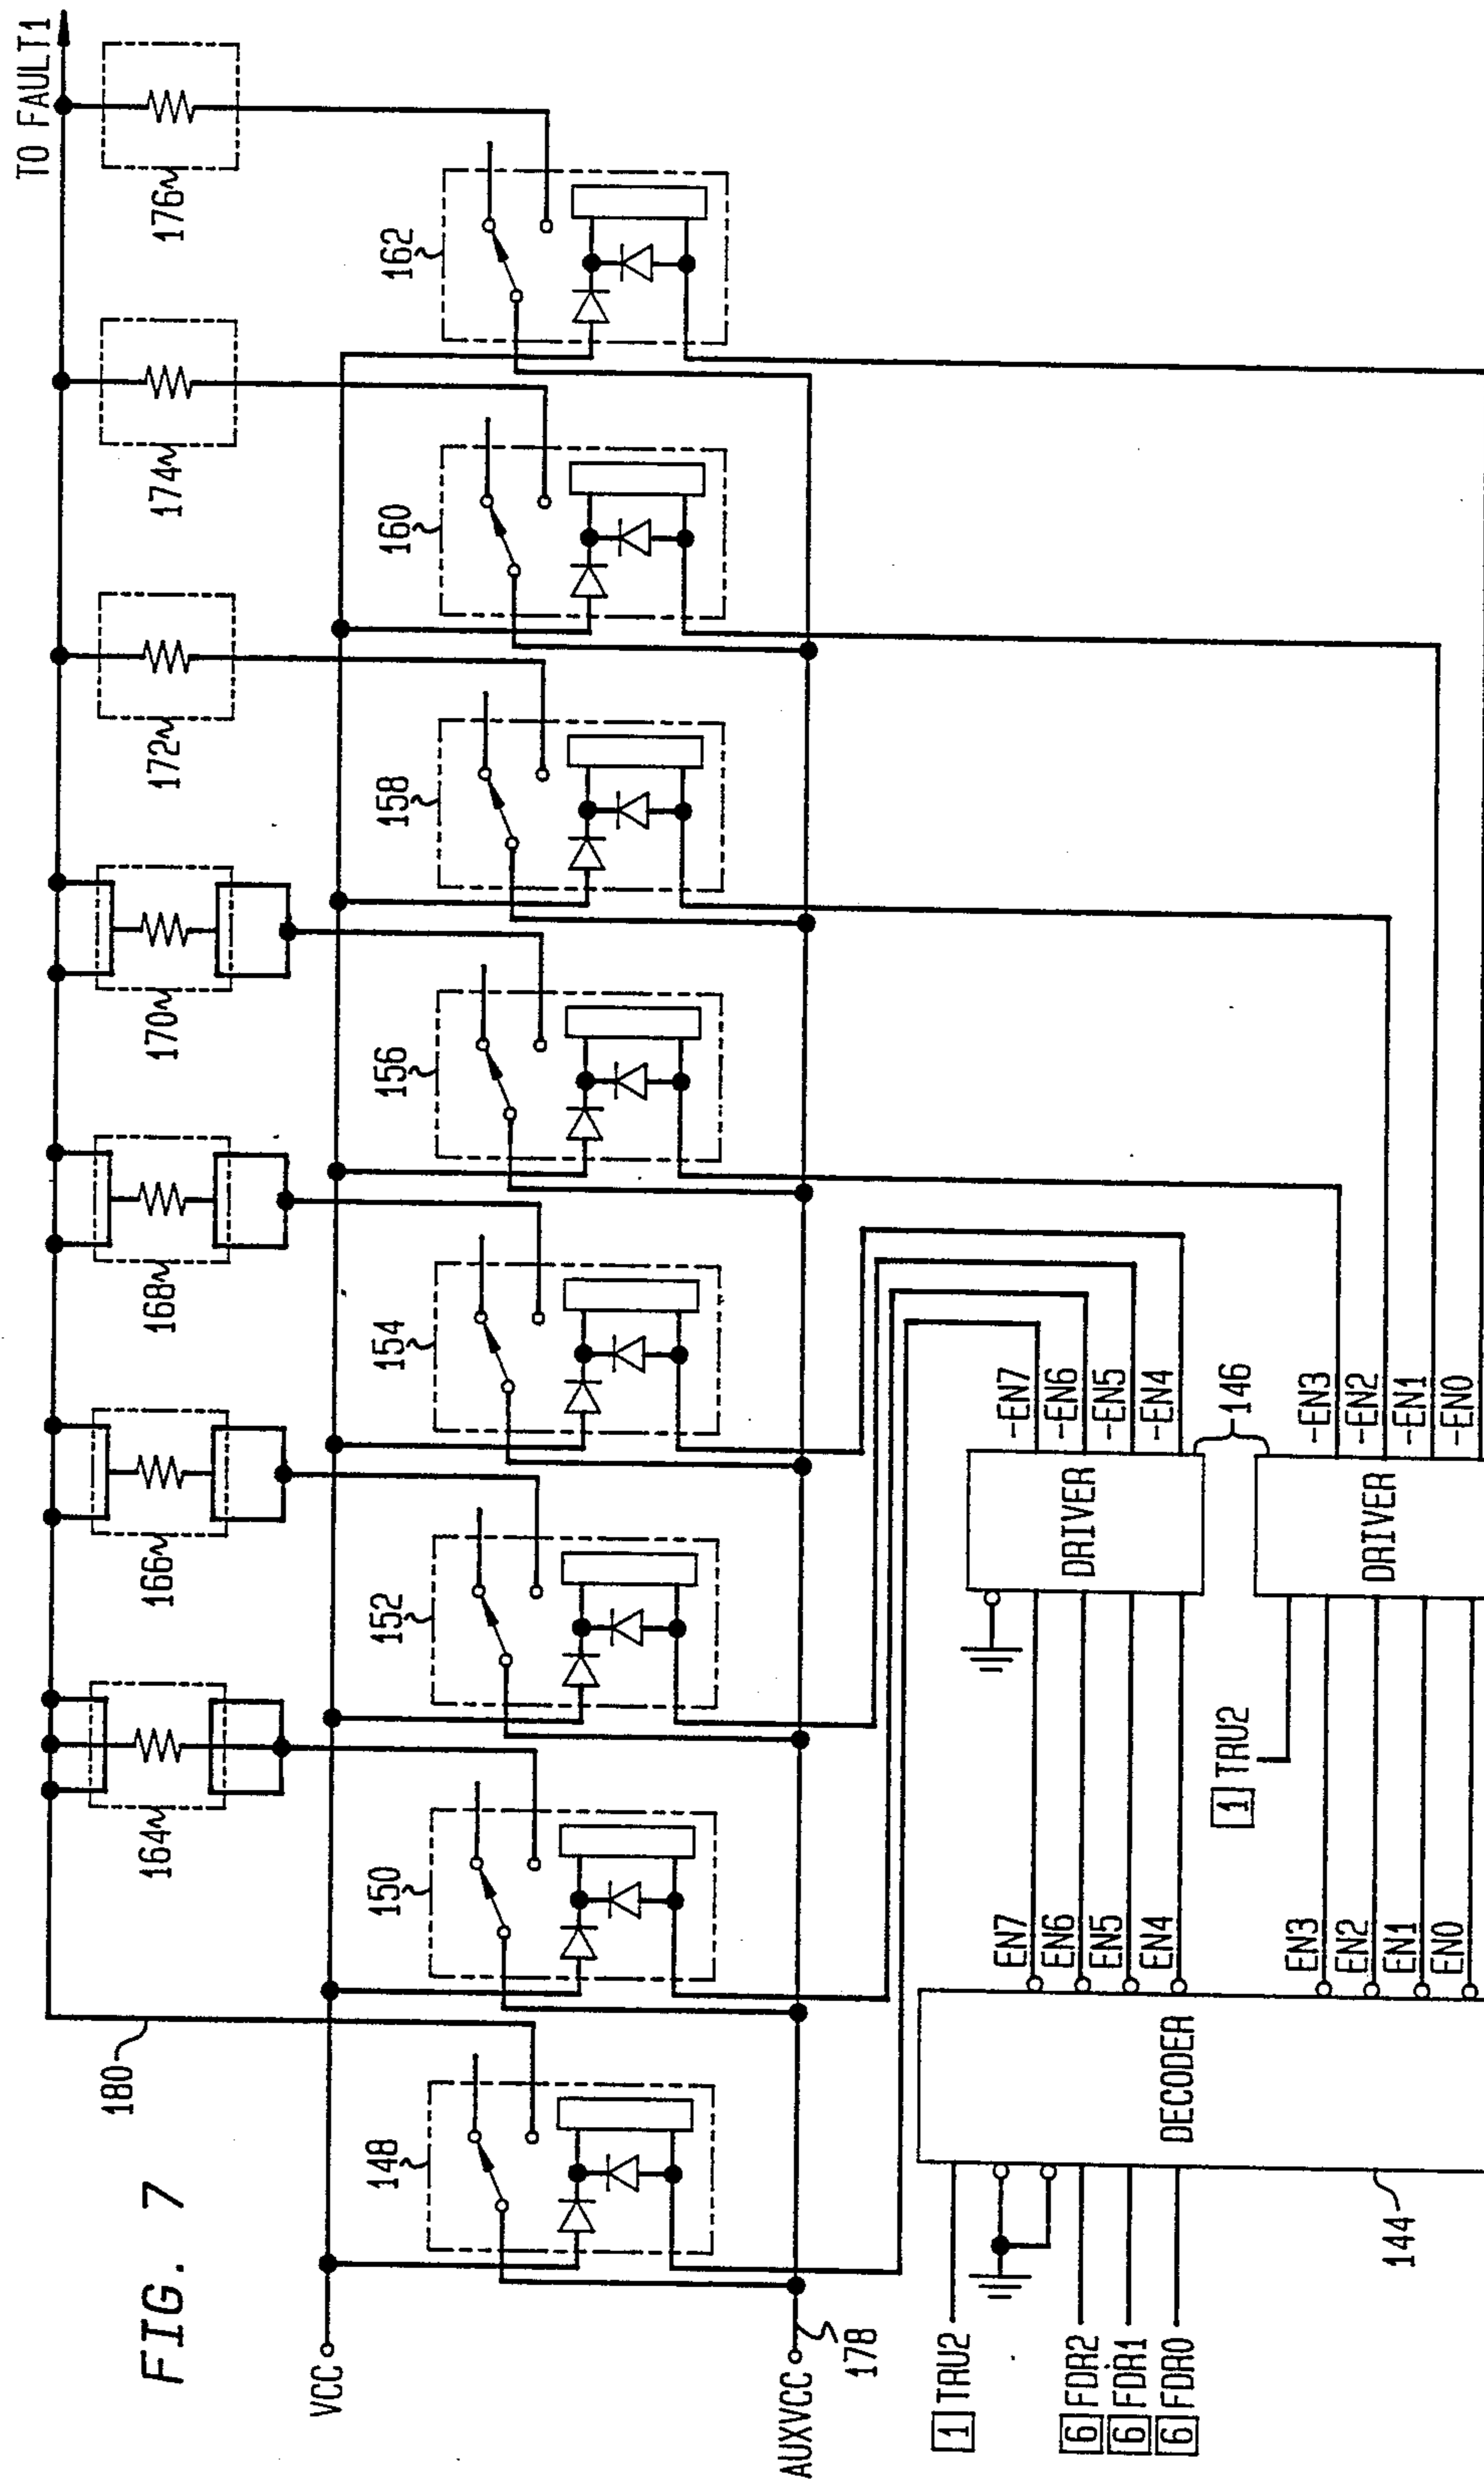 FIG. 7
TO FAULT1
180
164
166
168
170
172
174
176
VCC
148
150
152
154
156
158
160
162
AUXVCC
178
[1] TRU2
[6] FDR2
[6] FDR1
[6] FDR0
DECODER
144
EN7
EN6
EN5
EN4
EN3
EN2
EN1
EN0
[1] TRU2
DRIVER
DRIVER
146
-EN7
-EN6
-EN5
-EN4
-EN3
-EN2
-EN1
-EN0